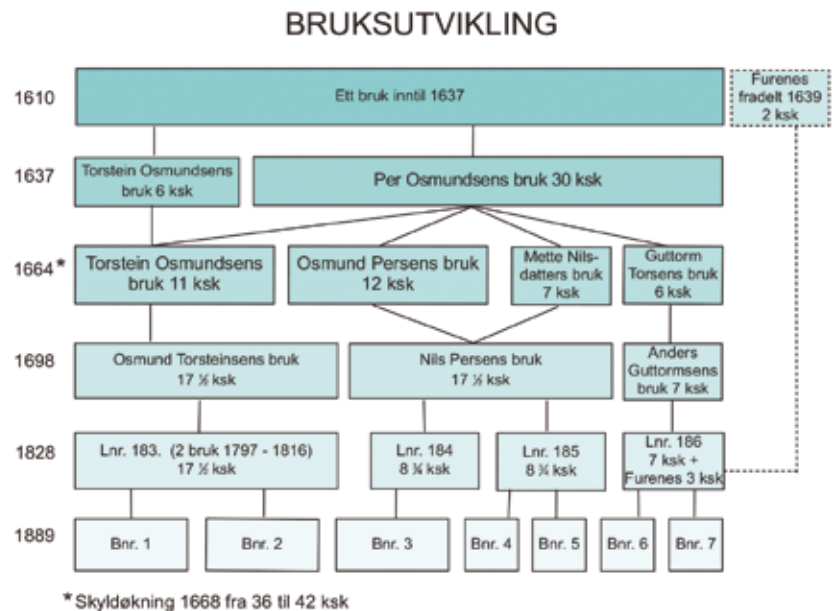 BRUKSUTVIKLING
1610
Ett bruk inntil 1637
Furenes
fradelt 1639
2 ksk
1637
Torstein Osmundsens
bruk 6 ksk
Per Osmundsens bruk 30 ksk
1664*
Torstein Osmundsens
bruk 11 ksk
Osmund Persens bruk
12 ksk
Mette Nils-
datters bruk
7 ksk
Guttorm
Torsens bruk
6 ksk
1698
Osmund Torsteinsens bruk
17 ½ ksk
Nils Persens bruk
17 ½ ksk
Anders
Guttormsens
bruk 7 ksk
1828
Lnr. 183. (2 bruk 1797 - 1816)
17 ½ ksk
Lnr. 184
8 ¾ ksk
Lnr. 185
8 ¾ ksk
Lnr. 186
7 ksk +
Furenes 3 ksk
1889
Bnr. 1
Bnr. 2
Bnr. 3
Bnr. 4
Bnr. 5
Bnr. 6
Bnr. 7
* Skyldøkning 1668 fra 36 til 42 ksk